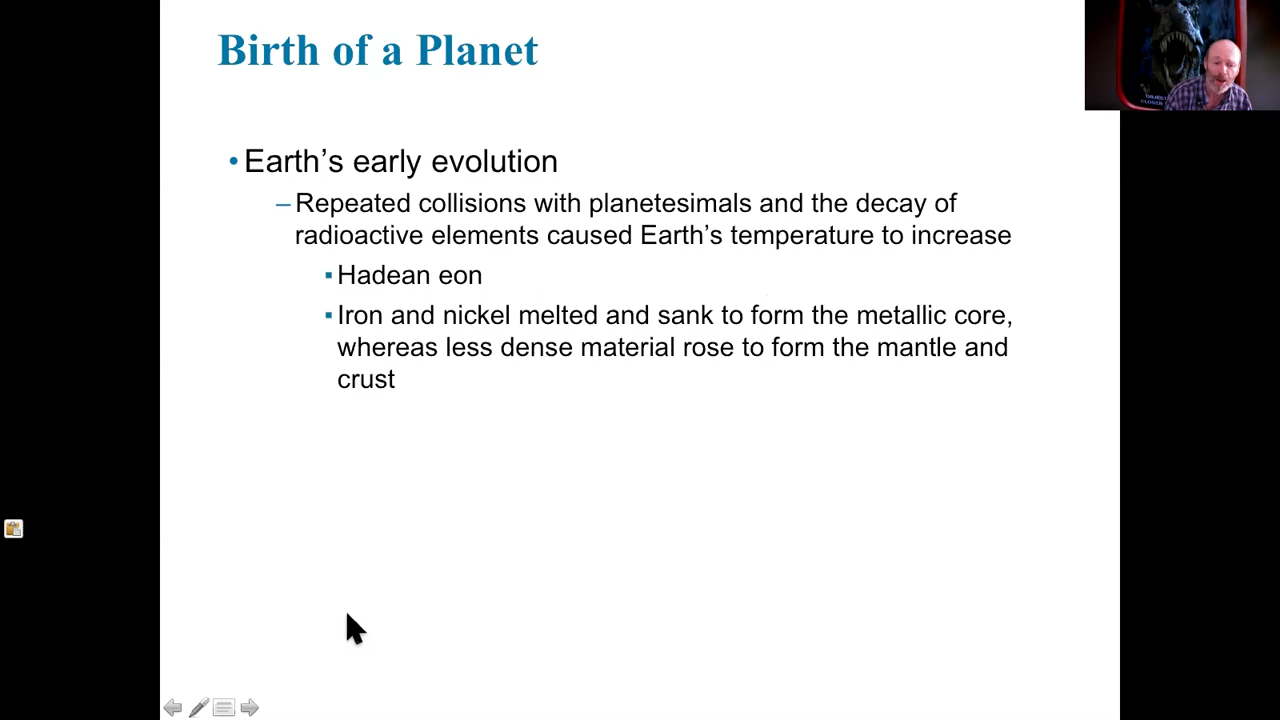 Birth of a Planet
• Earth’s early evolution
– Repeated collisions with planetesimals and the decay of
radioactive elements caused Earth’s temperature to increase
▪ Hadean eon
▪ Iron and nickel melted and sank to form the metallic core,
whereas less dense material rose to form the mantle and
crust